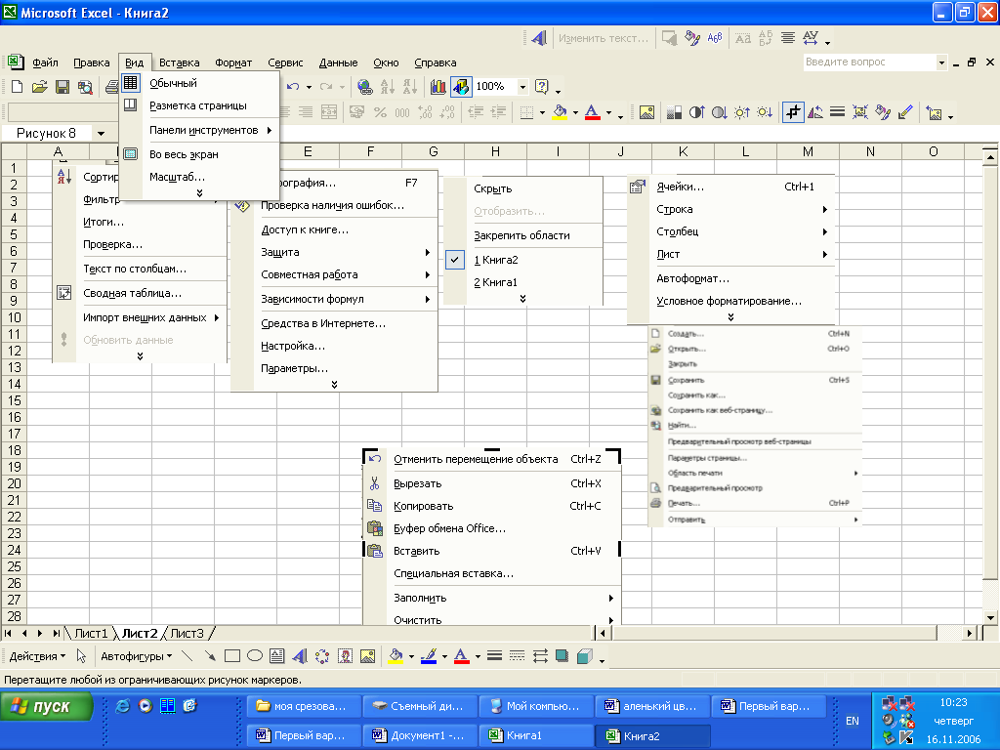 Microsoft Excel - Книга2
Изменить текст...
Файл Правка Вид Вставка Формат Сервис Данные Окно Справка
Введите вопрос
100%
Рисунок 8
Обычный
Разметка страницы
Панели инструментов
Во весь экран
Масштаб...
A E F G H I J K L M N O
1
2
3
4
5
6
7
8
9
10
11
12
13
14
15
16
17
18
19
20
21
22
23
24
25
26
27
28
Сортир
Фильтр
Итоги...
Проверка...
Текст по столбцам...
Сводная таблица...
Импорт внешних данных
Обновить данные
рография... F7
Проверка наличия ошибок...
Доступ к книге...
Защита
Совместная работа
Зависимости формул
Средства в Интернете...
Настройка...
Параметры...
Скрыть
Отобразить...
Закрепить области
1 Книга2
2 Книга1
Ячейки... Ctrl+1
Строка
Столбец
Лист
Автоформат...
Условное форматирование...
Создать... Ctrl+N
Открыть... Ctrl+O
Закрыть
Сохранить Ctrl+S
Сохранить как...
Сохранить как веб-страницу...
Найти...
Предварительный просмотр веб-страницы
Параметры страницы...
Область печати
Предварительный просмотр
Печать... Ctrl+P
Отправить
Отменить перемещение объекта Ctrl+Z
Вырезать Ctrl+X
Копировать Ctrl+C
Буфер обмена Office...
Вставить Ctrl+V
Специальная вставка...
Заполнить
Очистить
Лист1 Лист2 Лист3
Действия Автофигуры
Перетащите любой из ограничивающих рисунок маркеров.
пуск
моя срезова... Съемный ди... Мой компью... аленький цв... Первый вар...
Первый вар... Документ1 -... Книга1 Книга2
EN
10:23
четверг
16.11.2006